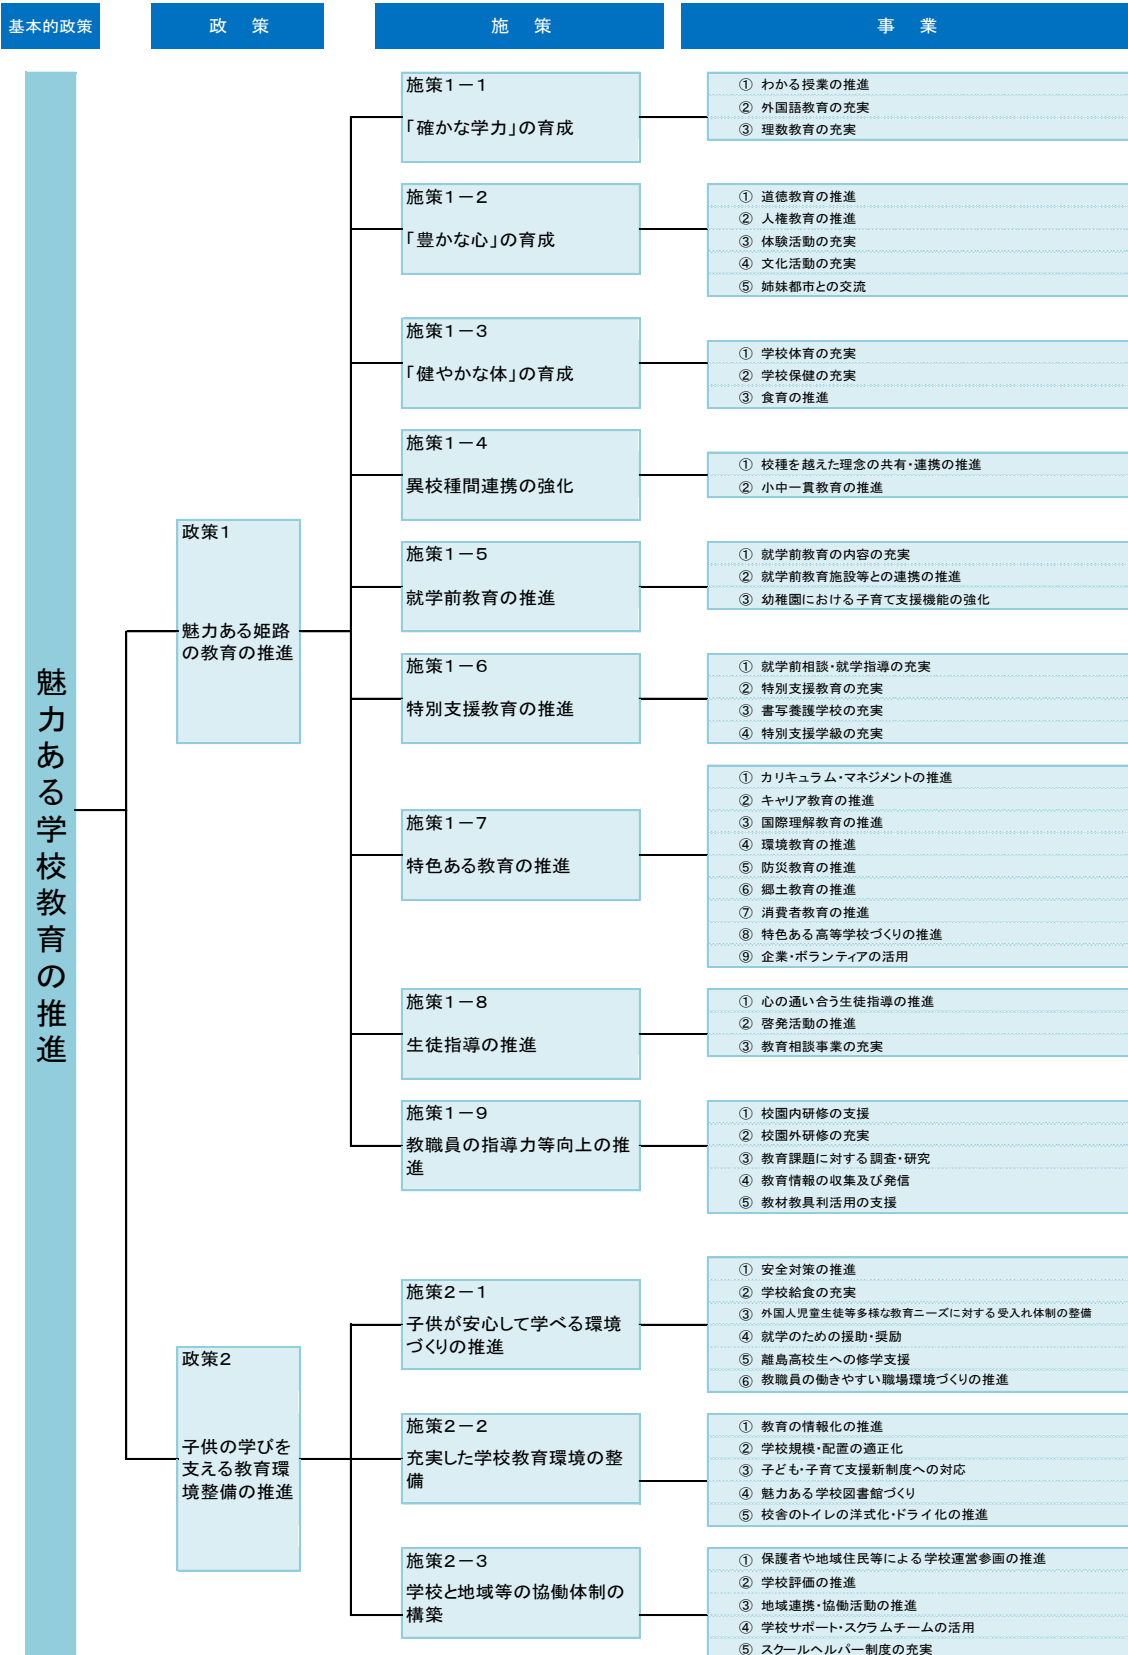 基本的政策
政　策
施　策
事　業
魅力ある学校教育の推進
政策1
魅力ある姫路
の教育の推進
施策1－1
「確かな学力」の育成
① わかる授業の推進
② 外国語教育の充実
③ 理数教育の充実
施策1－2
「豊かな心」の育成
① 道徳教育の推進
② 人権教育の推進
③ 体験活動の充実
④ 文化活動の充実
⑤ 姉妹都市との交流
施策1－3
「健やかな体」の育成
① 学校体育の充実
② 学校保健の充実
③ 食育の推進
施策1－4
異校種間連携の強化
① 校種を越えた理念の共有・連携の推進
② 小中一貫教育の推進
施策1－5
就学前教育の推進
① 就学前教育の内容の充実
② 就学前教育施設等との連携の推進
③ 幼稚園における子育て支援機能の強化
施策1－6
特別支援教育の推進
① 就学前相談・就学指導の充実
② 特別支援教育の充実
③ 書写養護学校の充実
④ 特別支援学級の充実
施策1－7
特色ある教育の推進
① カリキュラム・マネジメントの推進
② キャリア教育の推進
③ 国際理解教育の推進
④ 環境教育の推進
⑤ 防災教育の推進
⑥ 郷土教育の推進
⑦ 消費者教育の推進
⑧ 特色ある高等学校づくりの推進
⑨ 企業・ボランティアの活用
施策1－8
生徒指導の推進
① 心の通い合う生徒指導の推進
② 啓発活動の推進
③ 教育相談事業の充実
施策1－9
教職員の指導力等向上の推
進
① 校園内研修の支援
② 校園外研修の充実
③ 教育課題に対する調査・研究
④ 教育情報の収集及び発信
⑤ 教材教具利活用の支援
政策2
子供の学びを
支える教育環
境整備の推進
施策2－1
子供が安心して学べる環境
づくりの推進
① 安全対策の推進
② 学校給食の充実
③ 外国人児童生徒等多様な教育ニーズに対する受入れ体制の整備
④ 就学のための援助・奨励
⑤ 離島高校生への修学支援
⑥ 教職員の働きやすい職場環境づくりの推進
施策2－2
充実した学校教育環境の整
備
① 教育の情報化の推進
② 学校規模・配置の適正化
③ 子ども・子育て支援新制度への対応
④ 魅力ある学校図書館づくり
⑤ 校舎のトイレの洋式化・ドライ化の推進
施策2－3
学校と地域等の協働体制の
構築
① 保護者や地域住民等による学校運営参画の推進
② 学校評価の推進
③ 地域連携・協働活動の推進
④ 学校サポート・スクラムチームの活用
⑤ スクールヘルパー制度の充実